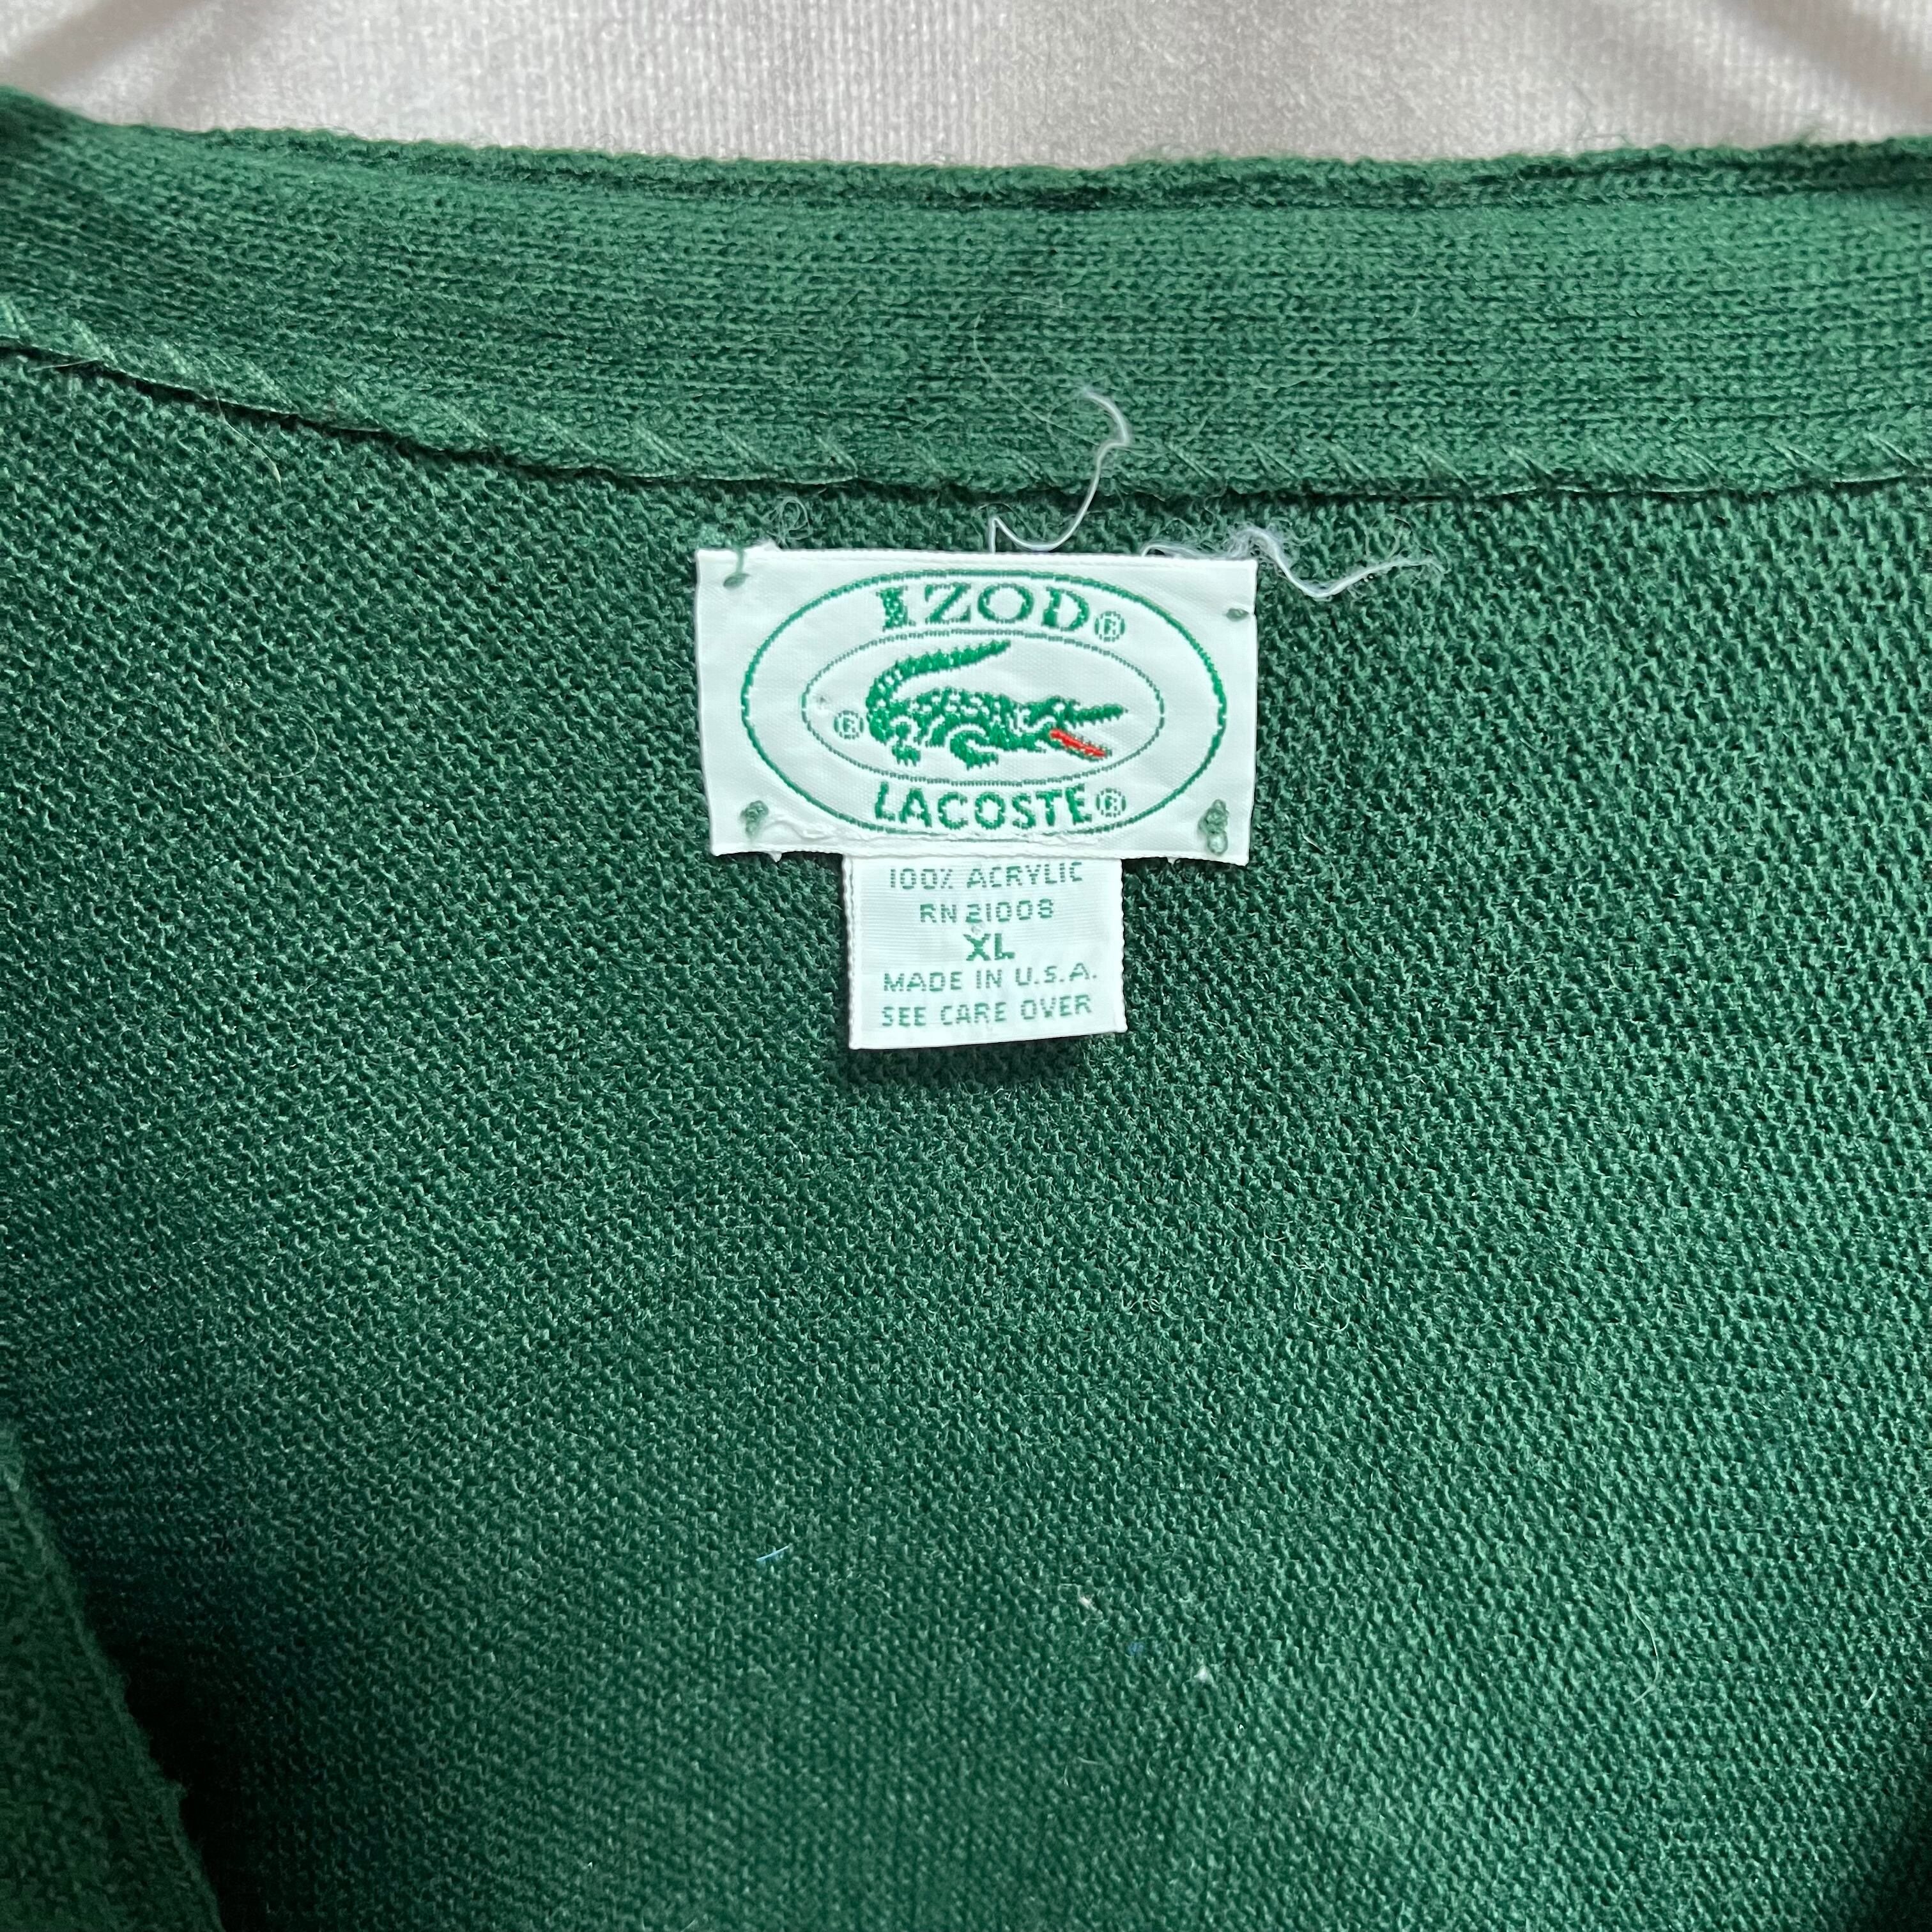 IZOD®
®
LACOSTE®
100% ACRYLIC
RN 21008
XL
MADE IN U.S.A.
SEE CARE OVER